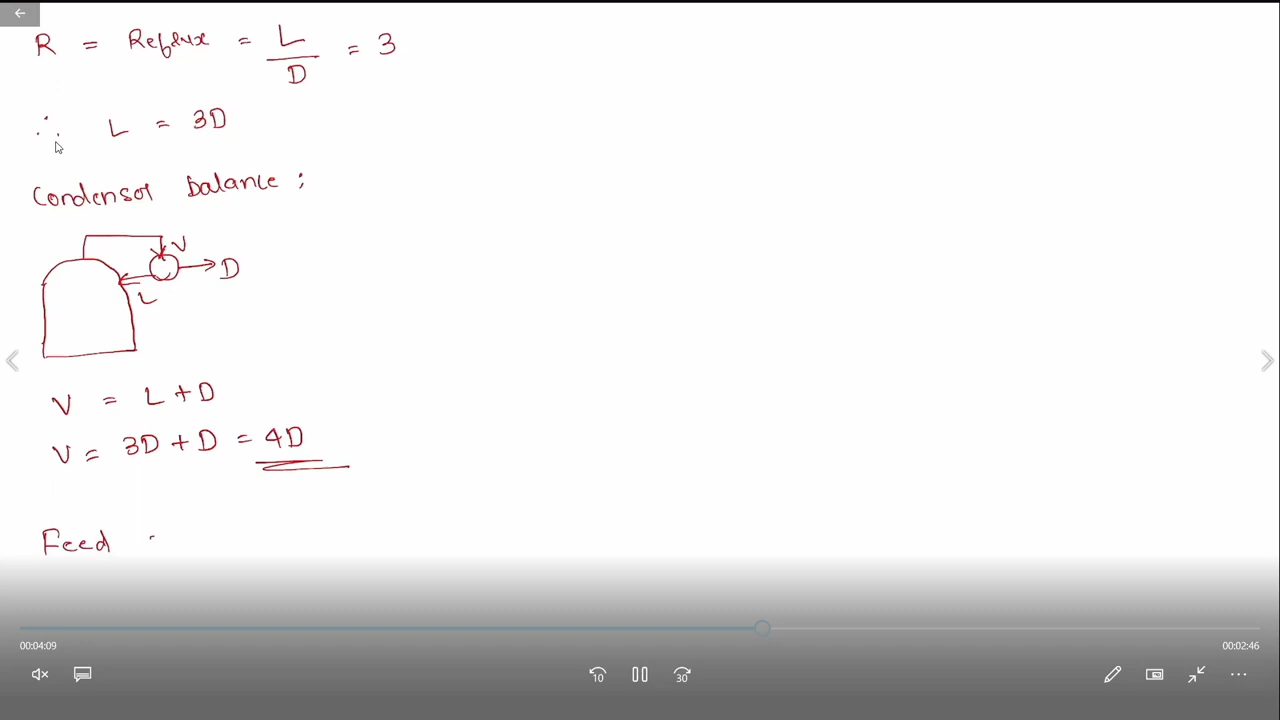 R = Reflux = L/D = 3
∴ L = 3D
Condensor balance :
V
D
L
V = L + D
V = 3D + D = 4D
Feed
00:04:09
00:02:46
10
30